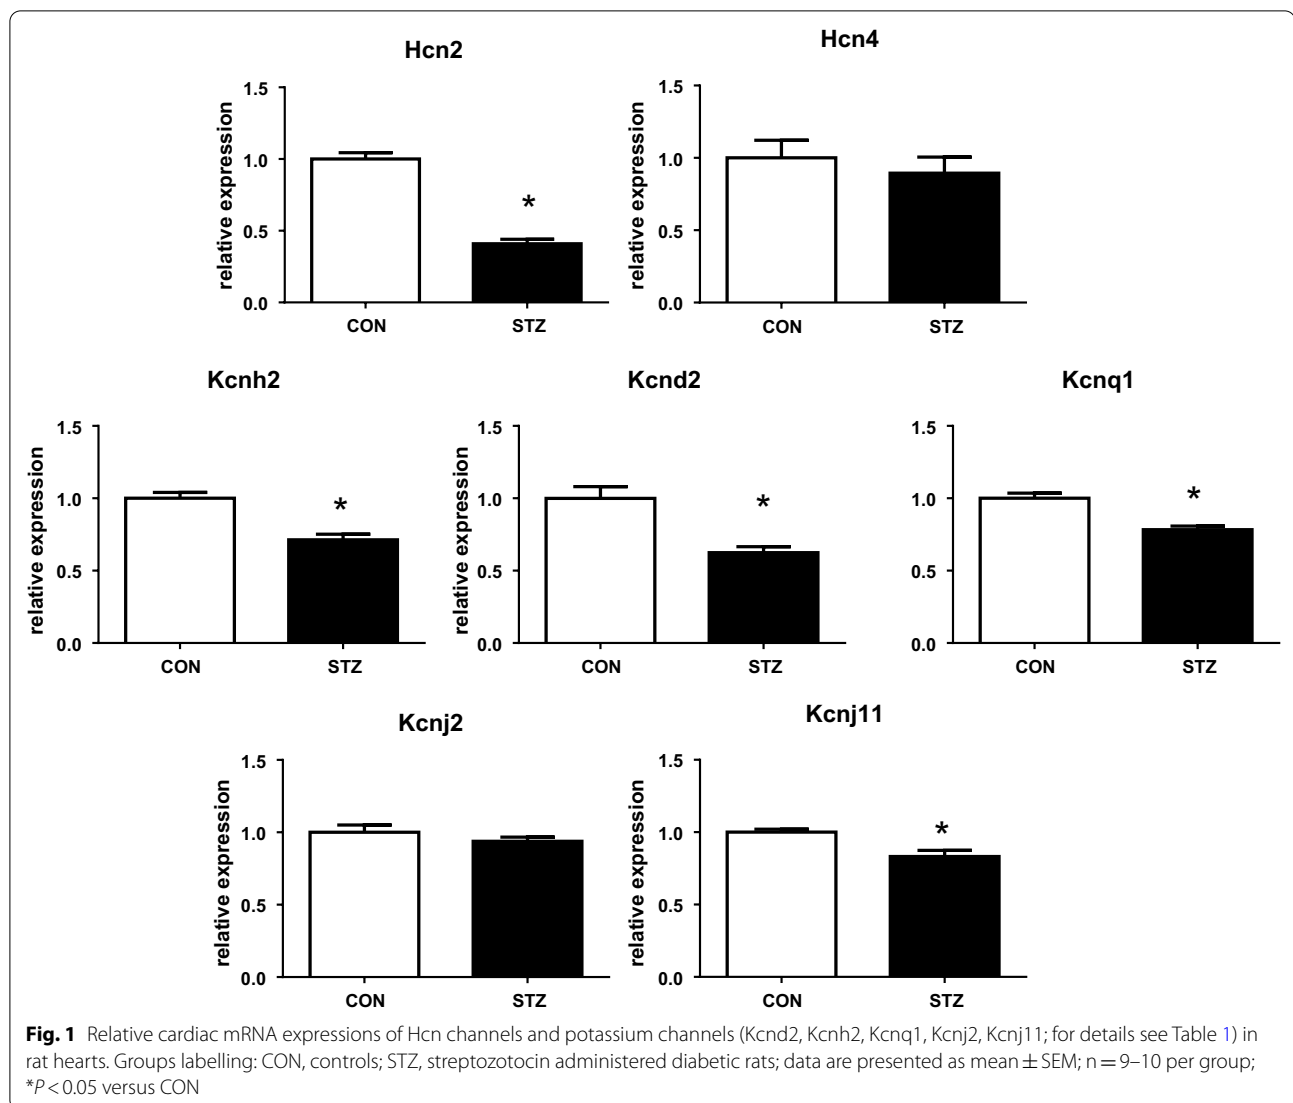 Hcn2
Hcn4
relative expression
1.5
1.0
0.5
0.0
*
CON
STZ
relative expression
1.5
1.0
0.5
0.0
CON
STZ
Kcnh2
Kcnd2
Kcnq1
relative expression
1.5
1.0
0.5
0.0
*
CON
STZ
relative expression
1.5
1.0
0.5
0.0
*
CON
STZ
relative expression
1.5
1.0
0.5
0.0
*
CON
STZ
Kcnj2
Kcnj11
relative expression
1.5
1.0
0.5
0.0
CON
STZ
relative expression
1.5
1.0
0.5
0.0
*
CON
STZ
Fig. 1 Relative cardiac mRNA expressions of Hcn channels and potassium channels (Kcnd2, Kcnh2, Kcnq1, Kcnj2, Kcnj11; for details see Table 1) in
rat hearts. Groups labelling: CON, controls; STZ, streptozotocin administered diabetic rats; data are presented as mean ± SEM; n = 9–10 per group;
*P < 0.05 versus CON